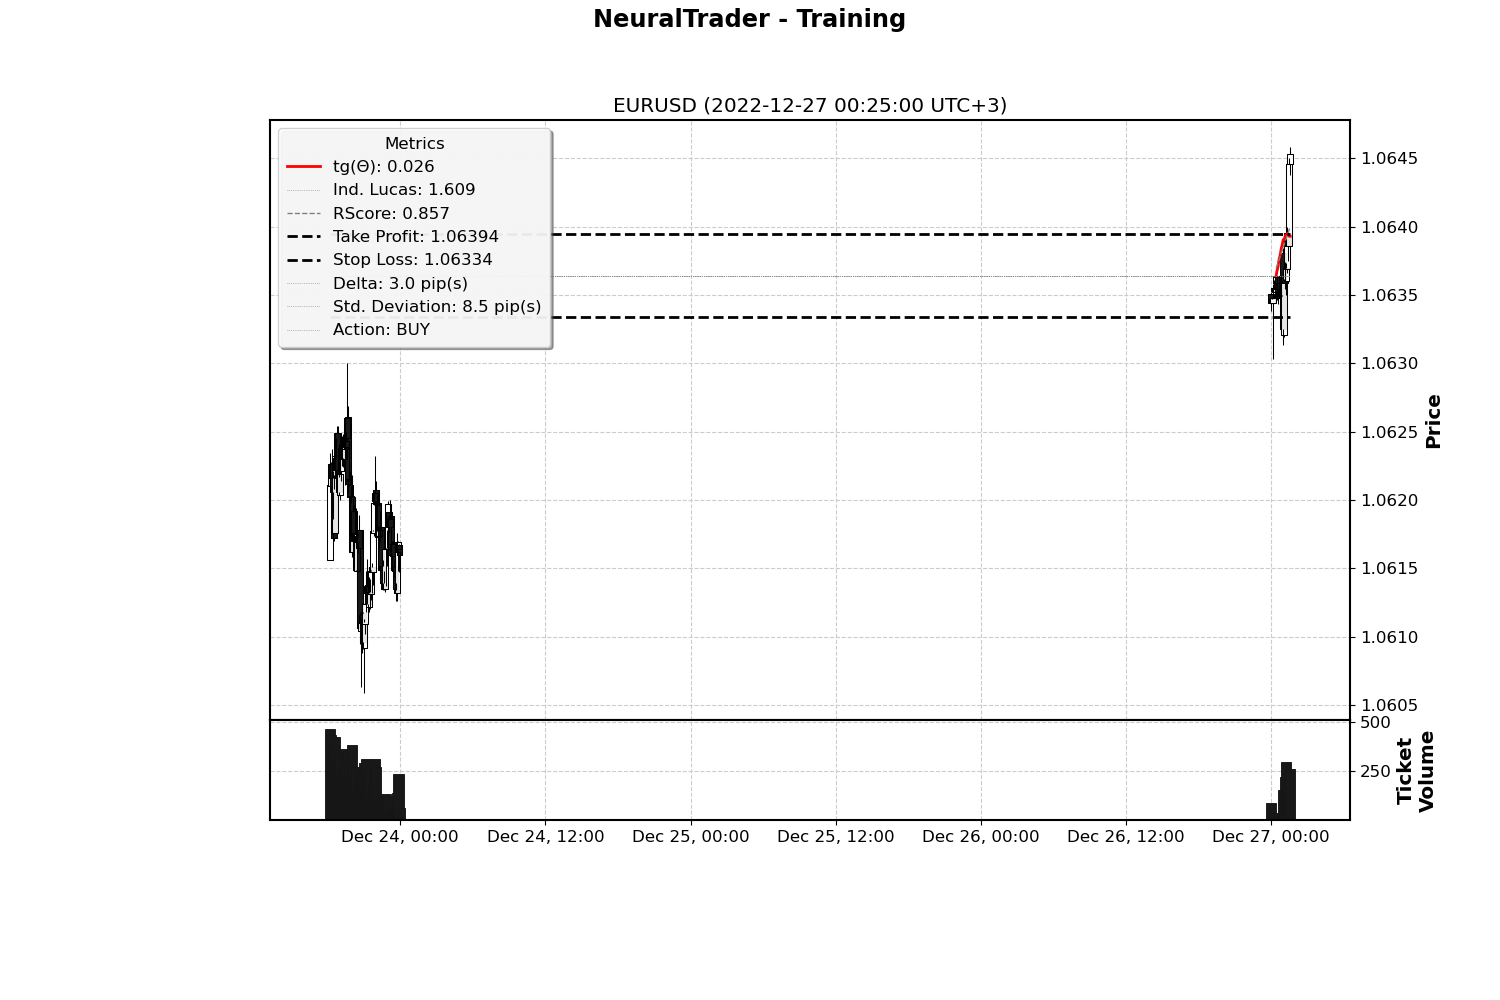 NeuralTrader - Training
EURUSD (2022-12-27 00:25:00 UTC+3)
Metrics
tg(Θ): 0.026
Ind. Lucas: 1.609
RScore: 0.857
Take Profit: 1.06394
Stop Loss: 1.06334
Delta: 3.0 pip(s)
Std. Deviation: 8.5 pip(s)
Action: BUY
1.0645
1.0640
1.0635
1.0630
1.0625
1.0620
1.0615
1.0610
1.0605
Price
500
250
Ticket
Volume
Dec 24, 00:00
Dec 24, 12:00
Dec 25, 00:00
Dec 25, 12:00
Dec 26, 00:00
Dec 26, 12:00
Dec 27, 00:00